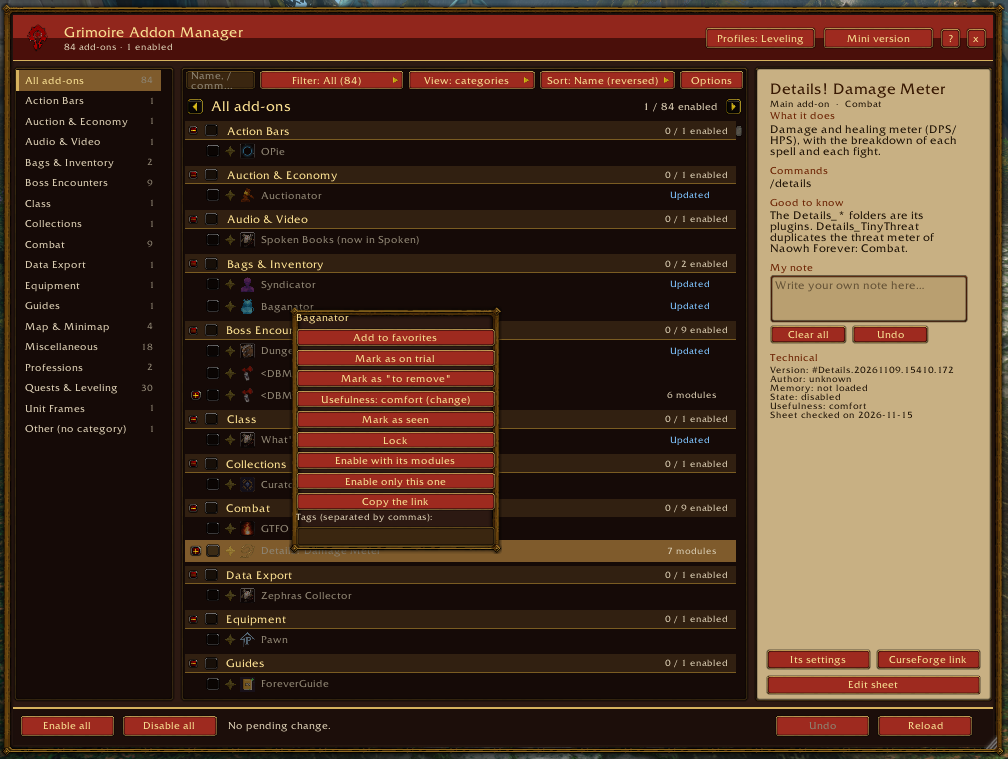 Grimoire Addon Manager
84 add-ons · 1 enabled
Profiles: Leveling
Mini version
?
x
All add-ons 84
Action Bars 1
Auction & Economy 1
Audio & Video 1
Bags & Inventory 2
Boss Encounters 9
Class 1
Collections 1
Combat 9
Data Export 1
Equipment 1
Guides 1
Map & Minimap 4
Miscellaneous 18
Professions 2
Quests & Leveling 30
Unit Frames 1
Other (no category) 1
Name, /
comm...
Filter: All (84)
View: categories
Sort: Name (reversed)
Options
All add-ons
1 / 84 enabled
Action Bars 0 / 1 enabled
OPie
Auction & Economy 0 / 1 enabled
Auctionator Updated
Audio & Video 0 / 1 enabled
Spoken Books (now in Spoken)
Bags & Inventory 0 / 2 enabled
Syndicator Updated
Baganator Updated
Boss Encou 0 / 9 enabled
Dunge Updated
<DBM
<DBM 6 modules
Class 0 / 1 enabled
What' Updated
Collections 0 / 1 enabled
Curato
Combat 0 / 9 enabled
GTFO
Details! Damage Meter 7 modules
Data Export 0 / 1 enabled
Zephras Collector
Equipment 0 / 1 enabled
Pawn
Guides 0 / 1 enabled
ForeverGuide
Baganator
Add to favorites
Mark as on trial
Mark as "to remove"
Usefulness: comfort (change)
Mark as seen
Lock
Enable with its modules
Enable only this one
Copy the link
Tags (separated by commas):
Details! Damage Meter
Main add-on · Combat
What it does
Damage and healing meter (DPS/
HPS), with the breakdown of each
spell and each fight.
Commands
/details
Good to know
The Details_* folders are its
plugins. Details_TinyThreat
duplicates the threat meter of
Naowh Forever: Combat.
My note
Write your own note here...
Clear all
Undo
Technical
Version: #Details.20261109.15410.172
Author: unknown
Memory: not loaded
State: disabled
Usefulness: comfort
Sheet checked on 2026-11-15
Its settings
CurseForge link
Edit sheet
Enable all
Disable all
No pending change.
Undo
Reload